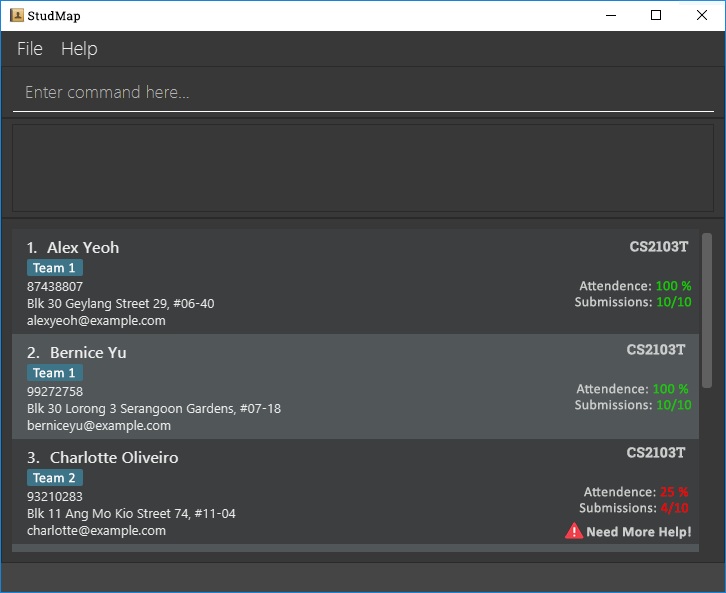 StudMap
File Help
Enter command here...
1. Alex Yeoh CS2103T
Team 1
87438807 Attendence: 100 %
Blk 30 Geylang Street 29, #06-40 Submissions: 10/10
alexyeoh@example.com
2. Bernice Yu CS2103T
Team 1
99272758 Attendence: 100 %
Blk 30 Lorong 3 Serangoon Gardens, #07-18 Submissions: 10/10
berniceyu@example.com
3. Charlotte Oliveiro CS2103T
Team 2
93210283 Attendence: 25 %
Blk 11 Ang Mo Kio Street 74, #11-04 Submissions: 4/10
charlotte@example.com Need More Help!